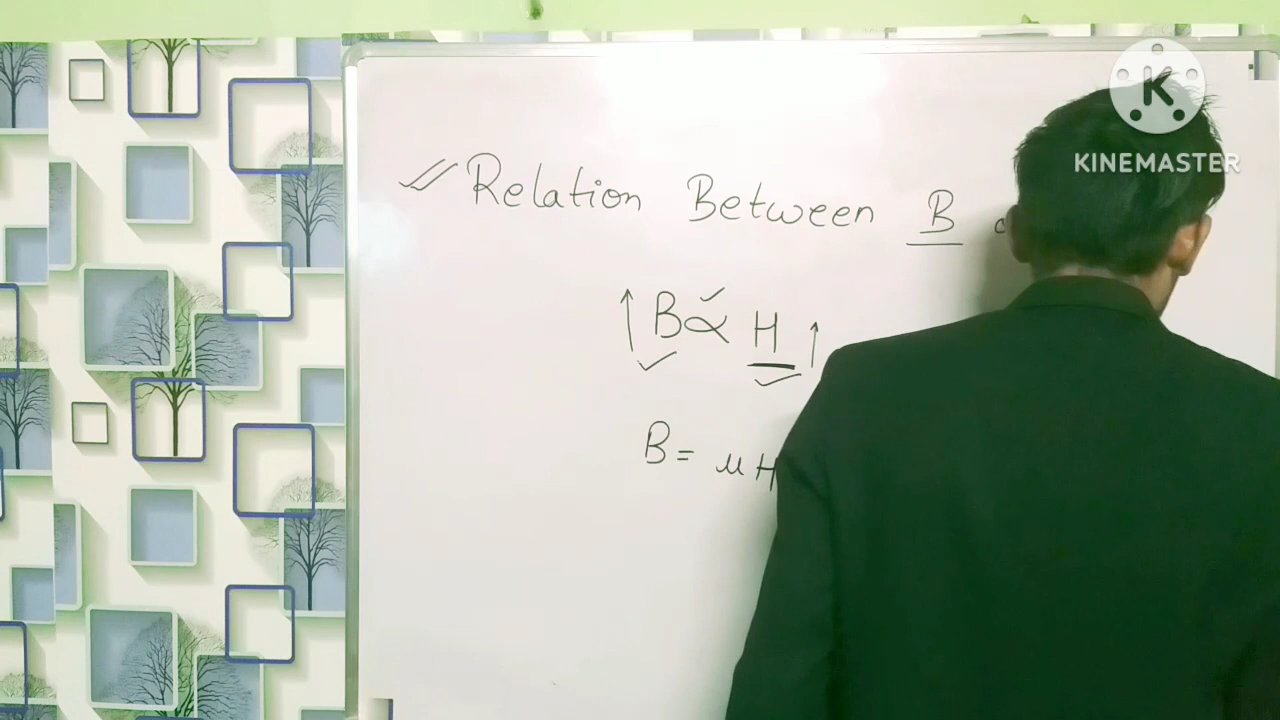 Relation Between B
B ∝ H
B = μH
K
KINEMASTER